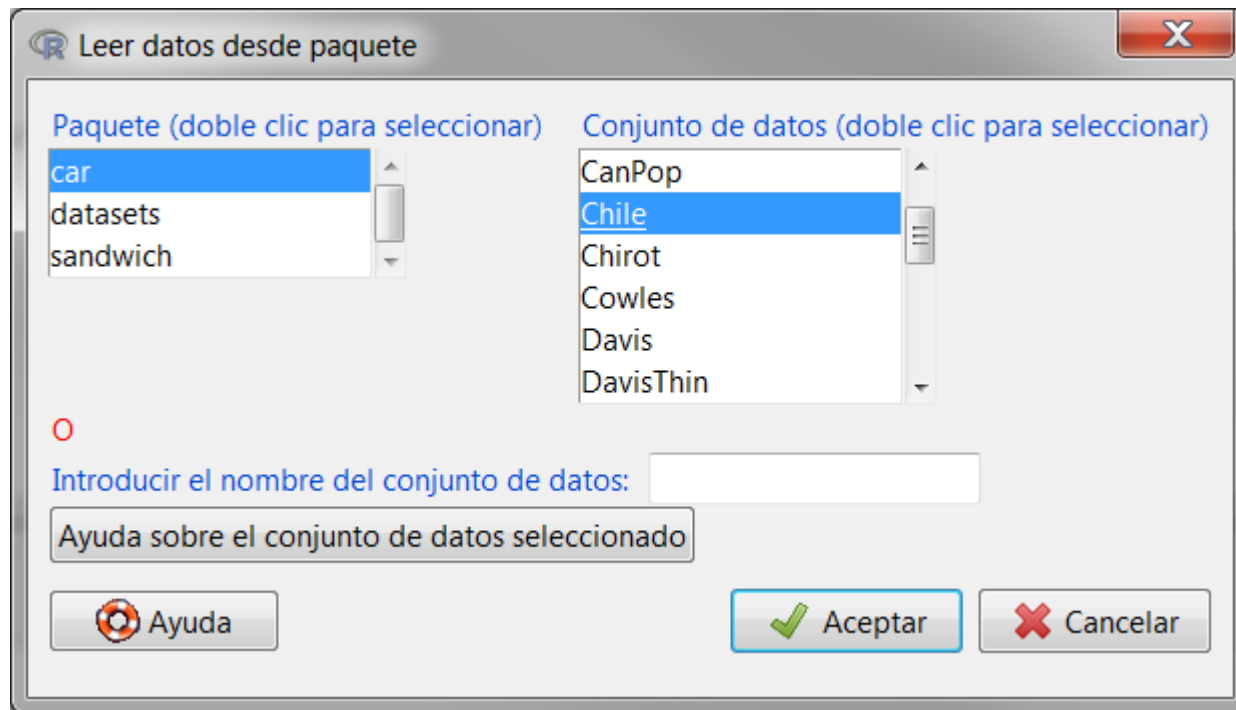 Leer datos desde paquete
Paquete (doble clic para seleccionar)
car
datasets
sandwich
Conjunto de datos (doble clic para seleccionar)
CanPop
Chile
Chirot
Cowles
Davis
DavisThin
O
Introducir el nombre del conjunto de datos:
Ayuda sobre el conjunto de datos seleccionado
Ayuda
Aceptar
Cancelar